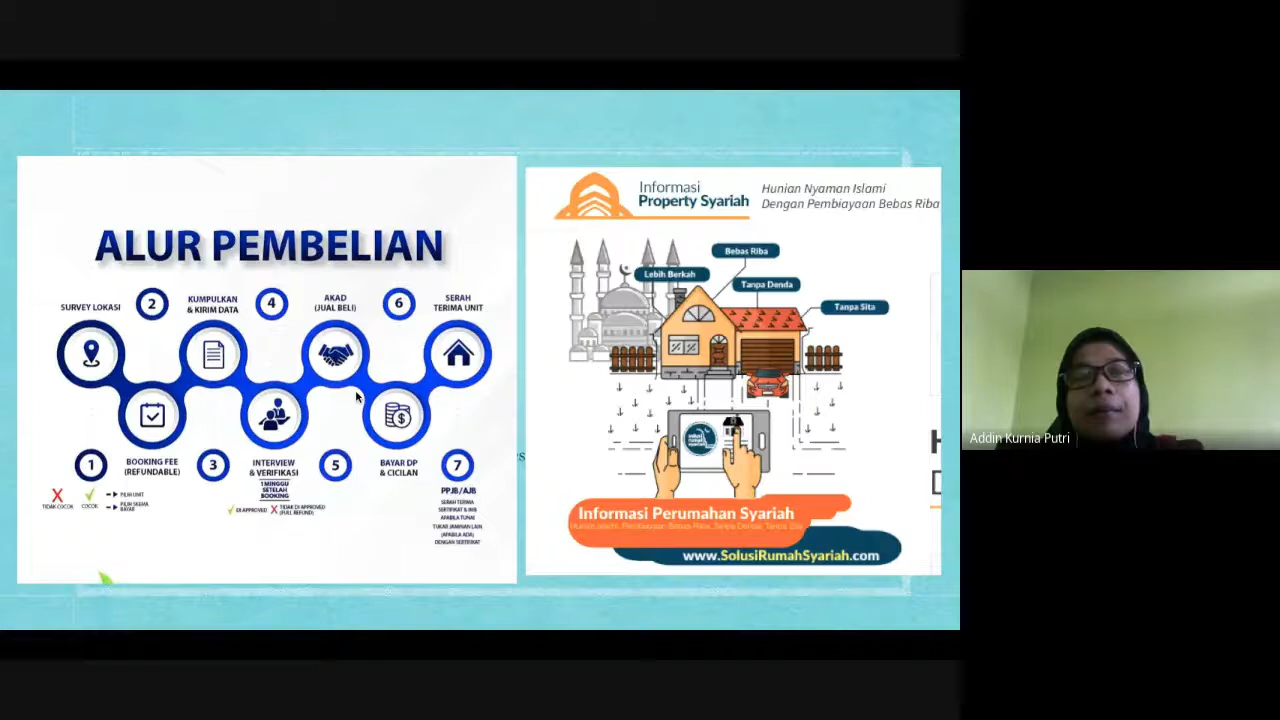 ALUR PEMBELIAN
SURVEY LOKASI
2
KUMPULKAN
& KIRIM DATA
4
AKAD
(JUAL BELI)
6
SERAH
TERIMA UNIT
1
BOOKING FEE
(REFUNDABLE)
3
INTERVIEW
& VERIFIKASI
1 MINGGU
SETELAH
BOOKING
5
BAYAR DP
& CICILAN
7
PPJB/AJB
TIDAK COCOK
COCOK
PILIH UNIT
PILIH SKEMA
BAYAR
DI APPROVED
TIDAK DI APPROVED
(FULL REFUND)
SERAH TERIMA
SERTIFIKAT & IMB
APABILA TUNAI
TUKAR JAMINAN LAIN
(APABILA ADA)
DENGAN SERTIFIKAT
Informasi
Property Syariah
Hunian Nyaman Islami
Dengan Pembiayaan Bebas Riba
Bebas Riba
Lebih Berkah
Tanpa Denda
Tanpa Sita
Informasi Perumahan Syariah
www.SolusiRumahSyariah.com
Addin Kurnia Putri